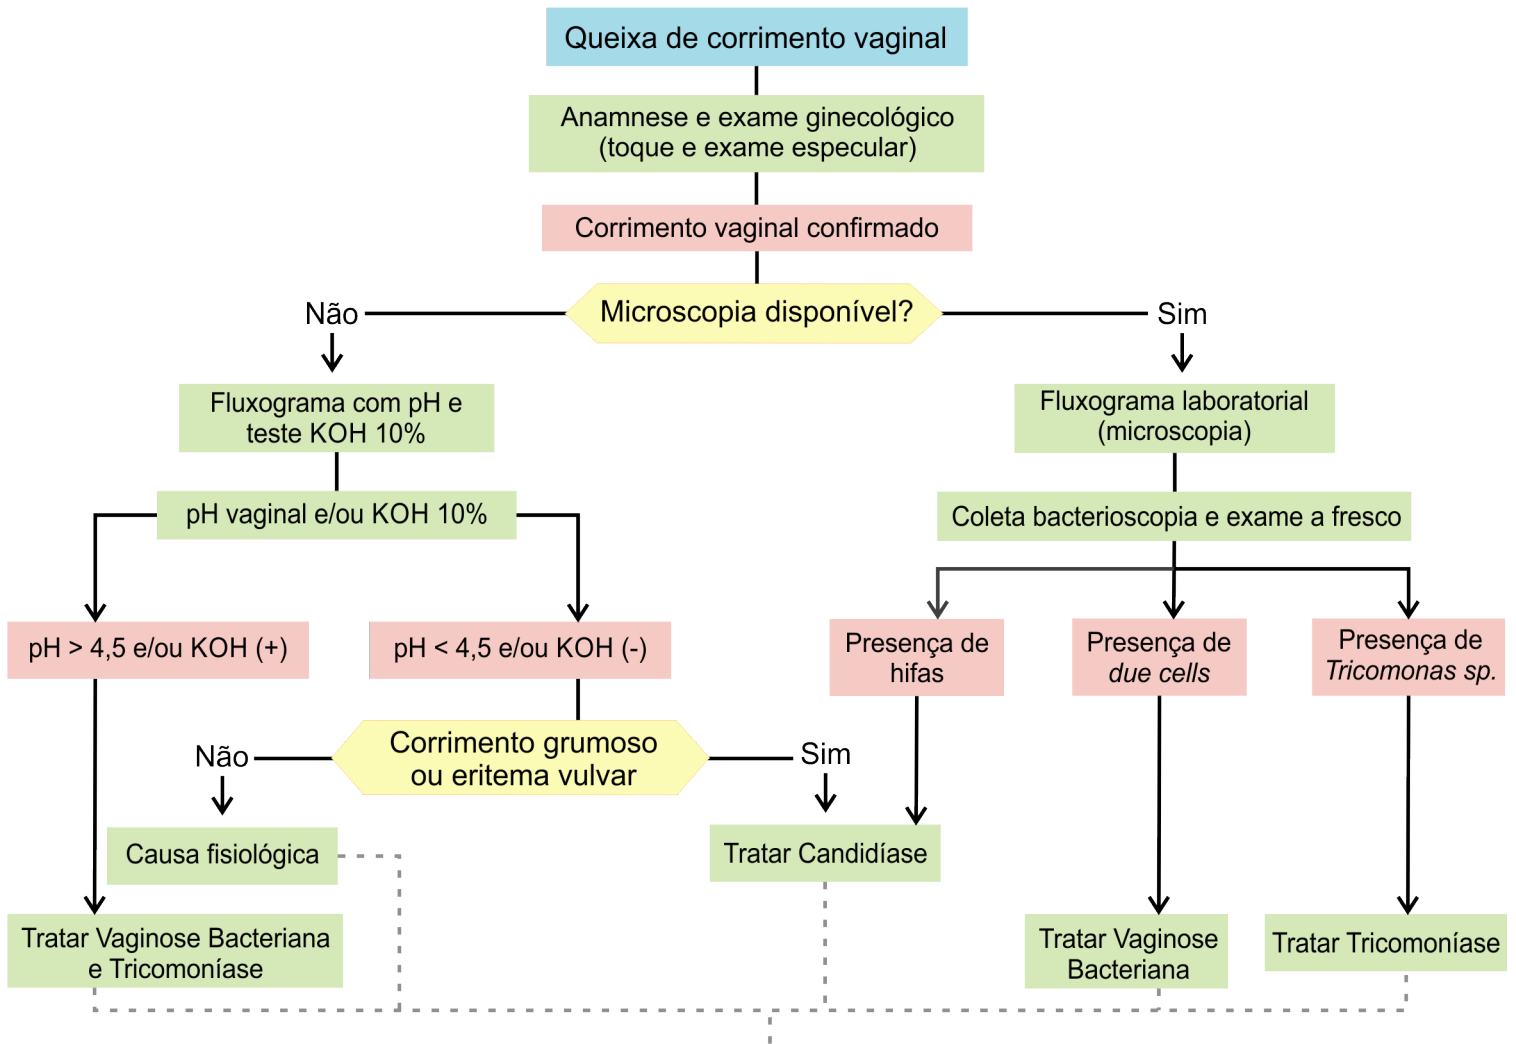 Queixa de corrimento vaginal
Anamnese e exame ginecológico
(toque e exame especular)
Corrimento vaginal confirmado
Microscopia disponível?
Não
Sim
Fluxograma com pH e
teste KOH 10%
Fluxograma laboratorial
(microscopia)
pH vaginal e/ou KOH 10%
Coleta bacterioscopia e exame a fresco
pH > 4,5 e/ou KOH (+)
pH < 4,5 e/ou KOH (-)
Presença de
hifas
Presença de
due cells
Presença de
Tricomonas sp.
Corrimento grumoso
ou eritema vulvar
Não
Sim
Causa fisiológica
Tratar Candidíase
Tratar Vaginose Bacteriana
e Tricomoníase
Tratar Vaginose
Bacteriana
Tratar Tricomoníase